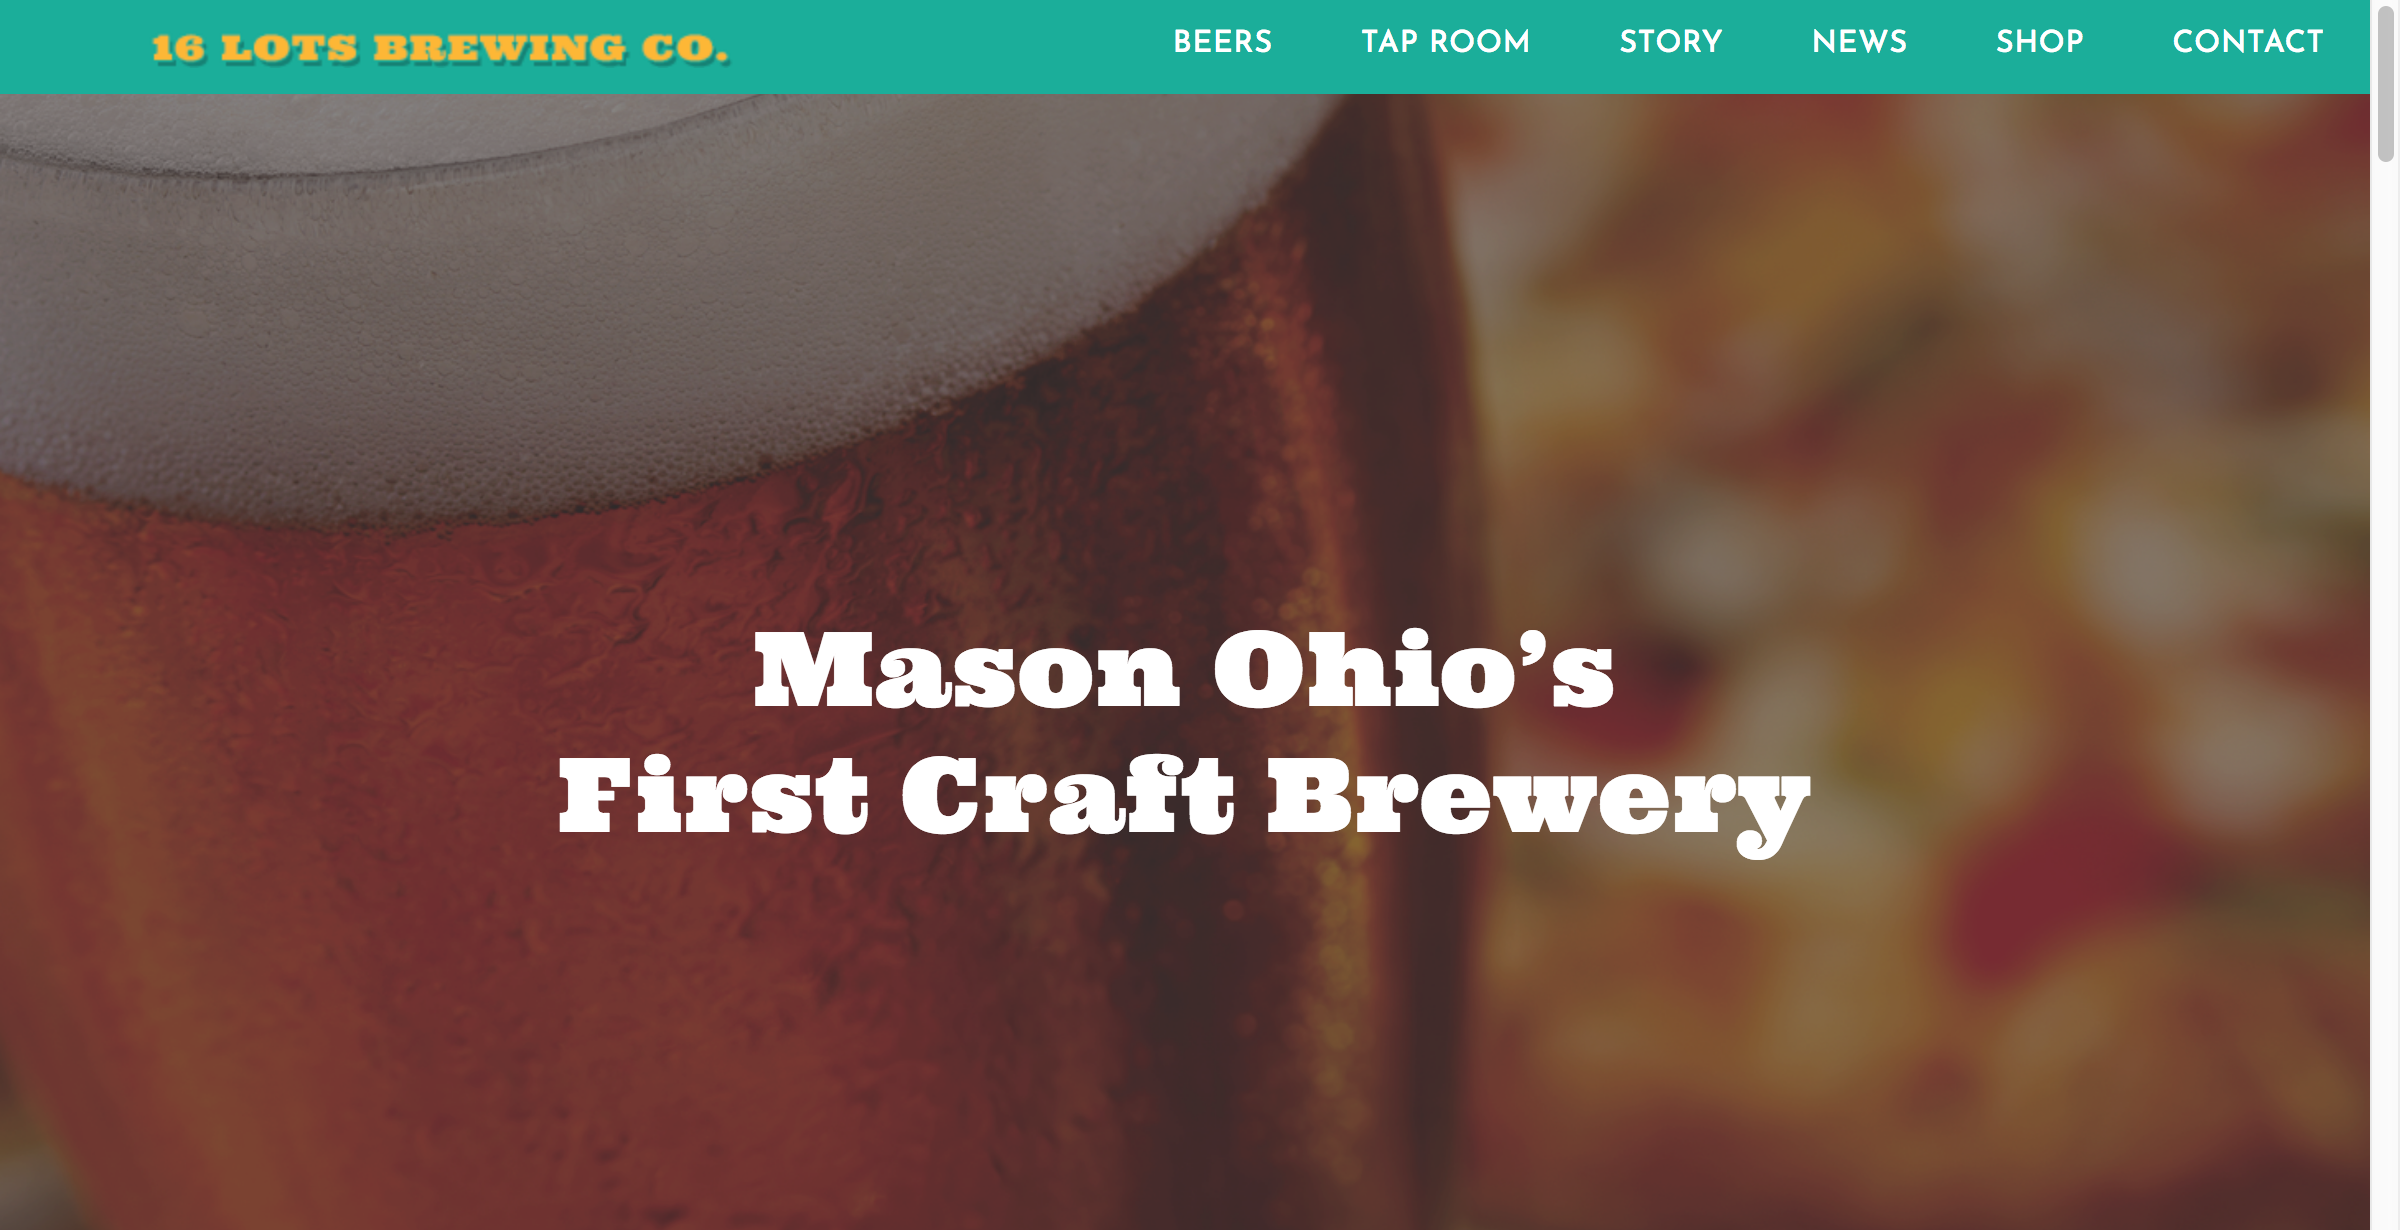 16 LOTS BREWING CO.
BEERS TAP ROOM STORY NEWS SHOP CONTACT
Mason Ohio’s
First Craft Brewery